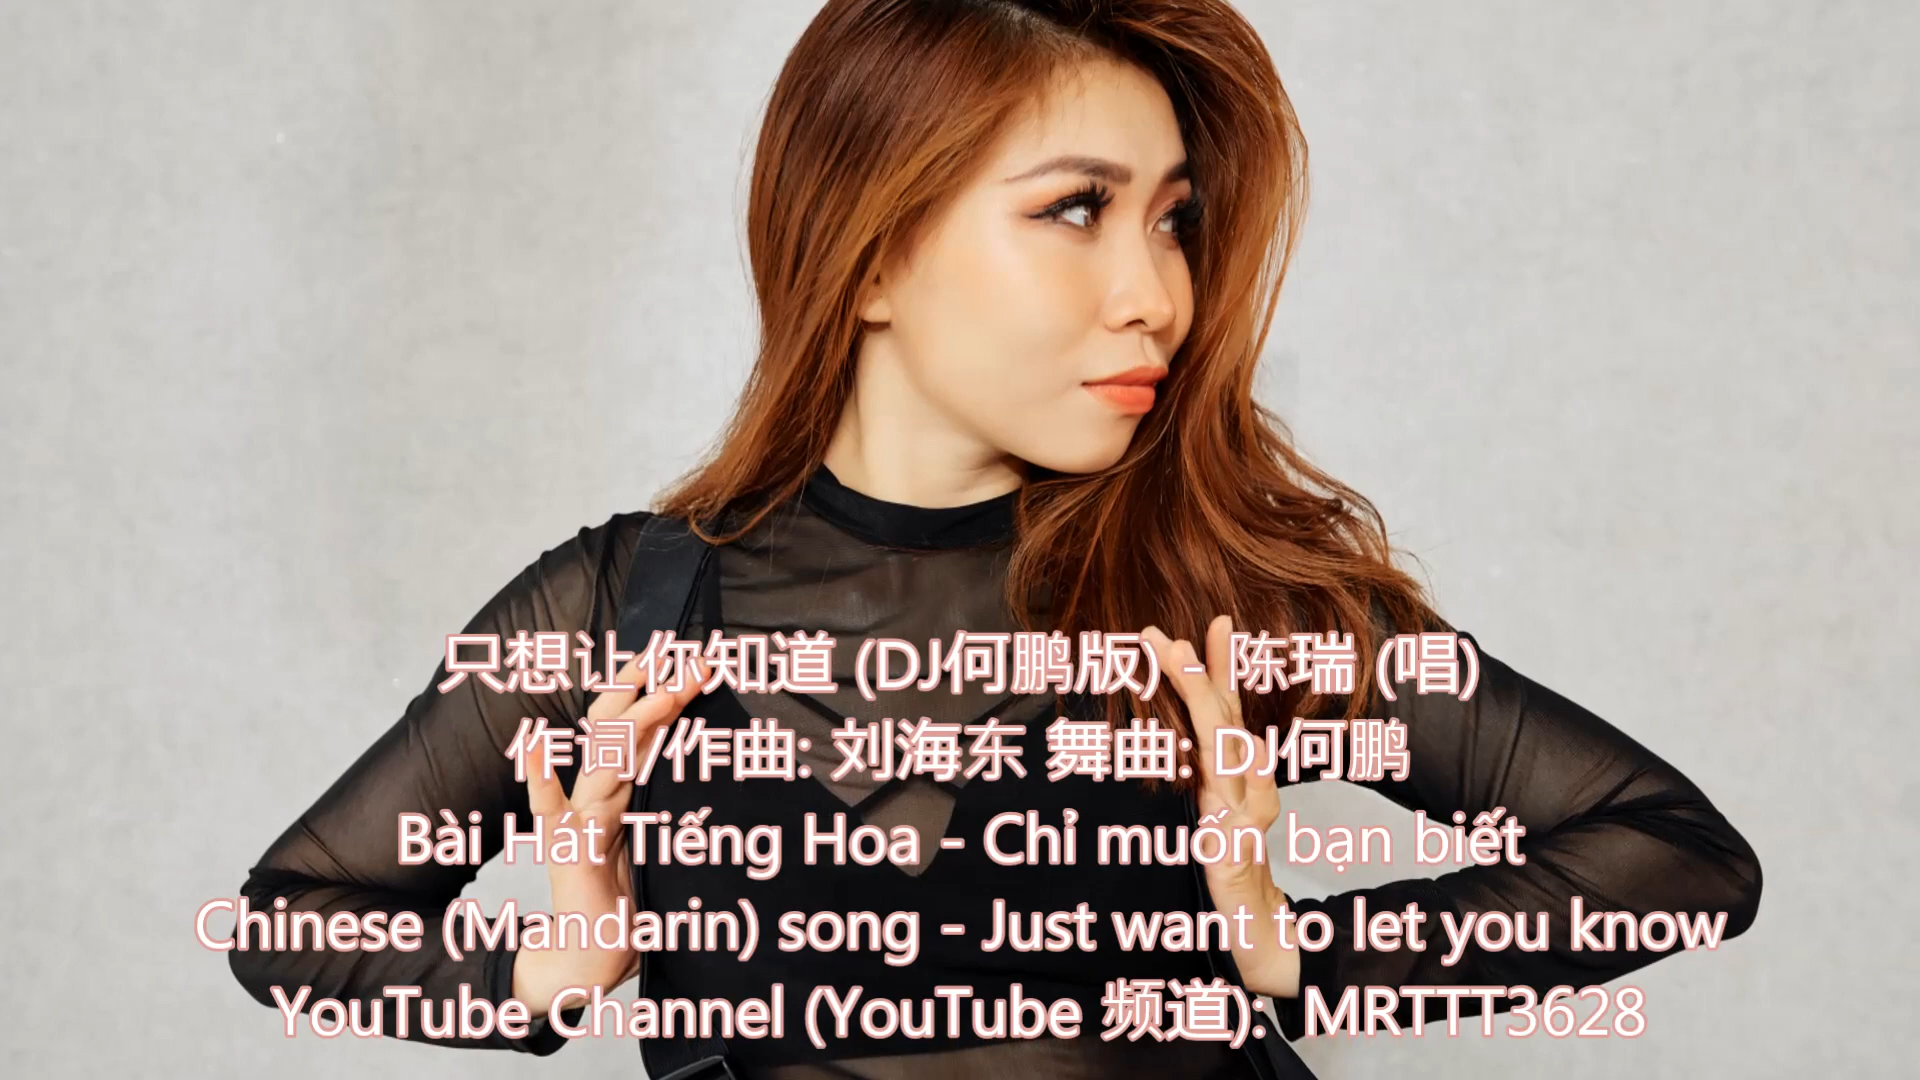 只想让你知道 (DJ何鹏版) - 陈瑞 (唱)
作词/作曲: 刘海东 舞曲: DJ何鹏
Bài Hát Tiếng Hoa - Chỉ muốn bạn biết
Chinese (Mandarin) song - Just want to let you know
YouTube Channel (YouTube 频道): MRTTT3628